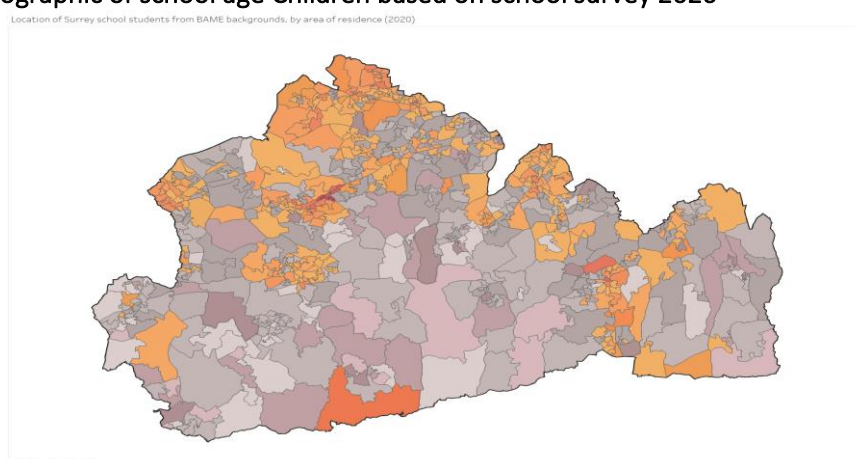 ographic of school age Children based on school survey 2020
Location of Surrey school students from BAME backgrounds, by area of residence (2020)